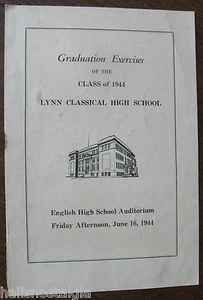 Graduation Exercises
OF THE
CLASS of 1944
LYNN CLASSICAL HIGH SCHOOL
English High School Auditorium
Friday Afternoon, June 16, 1944
hallsnostalgia